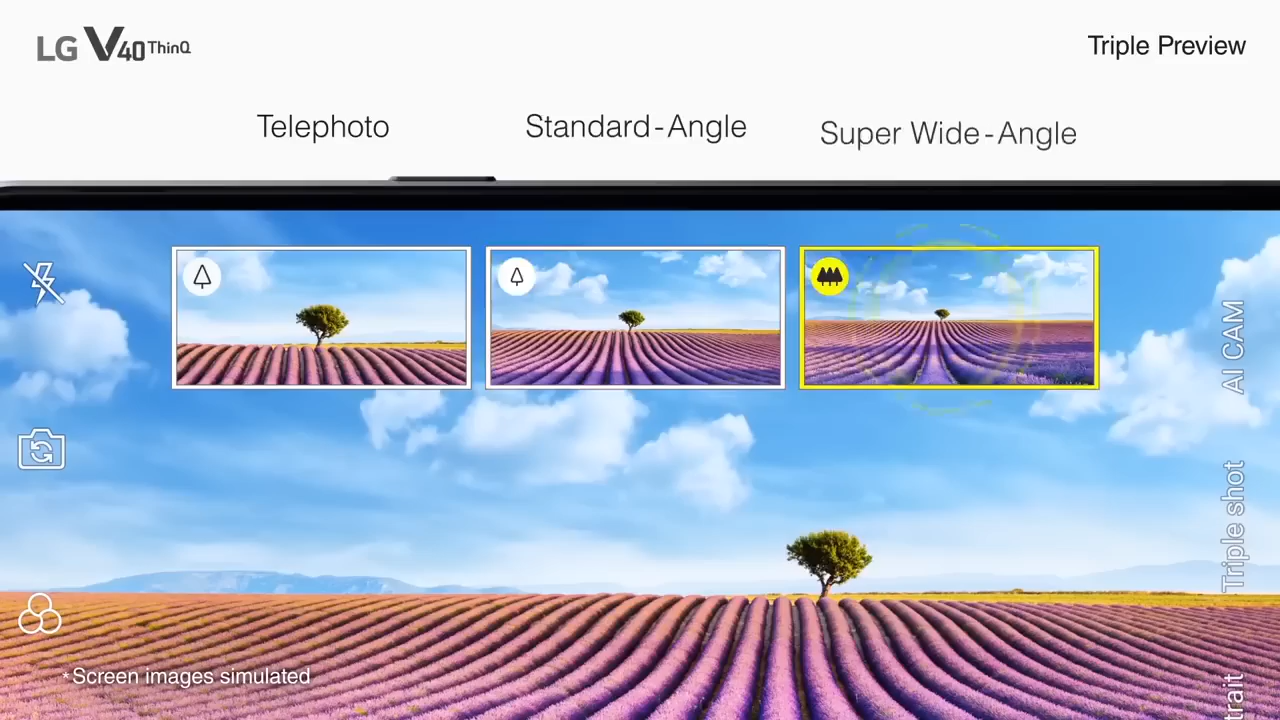 LG V40 ThinQ
Triple Preview
Telephoto
Standard-Angle
Super Wide-Angle
AI CAM
Triple shot
*Screen images simulated